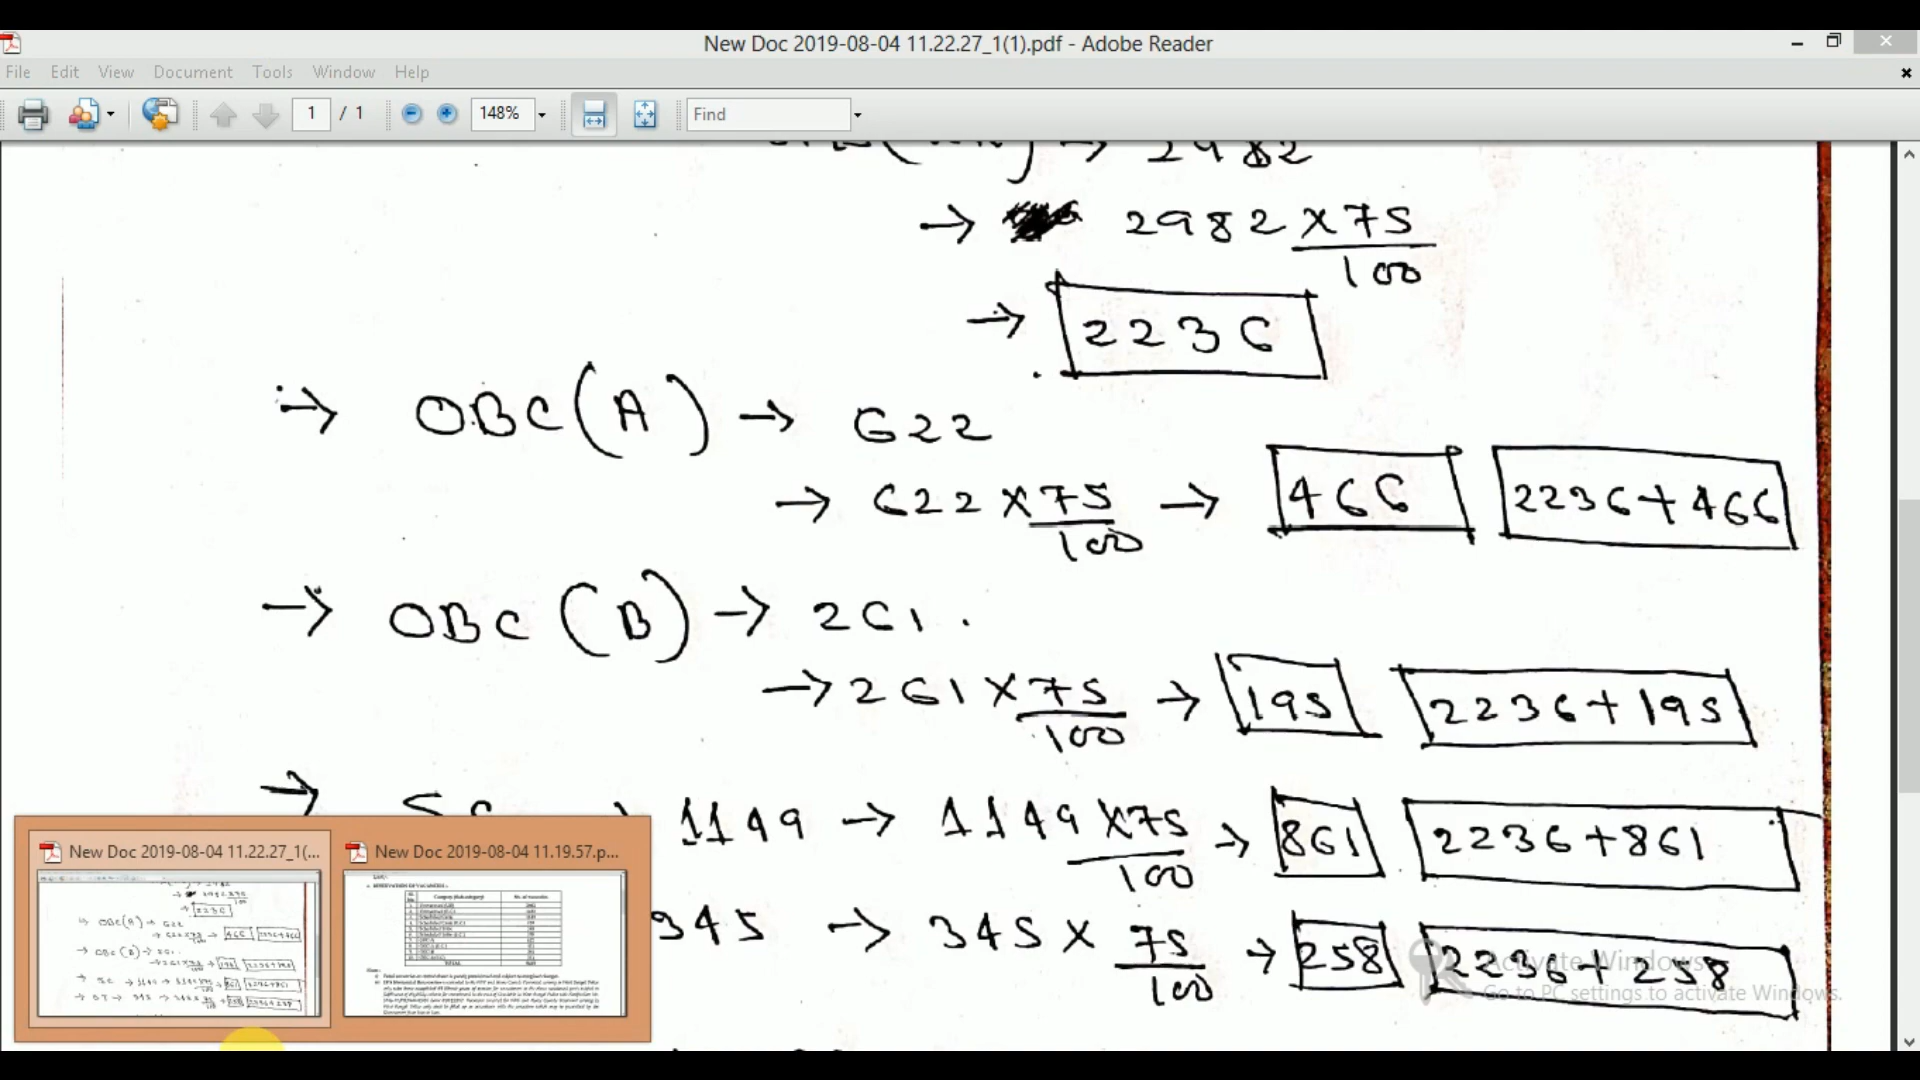 New Doc 2019-08-04 11.22.27_1(1).pdf - Adobe Reader
File Edit View Document Tools Window Help
1 / 1 148% Find
→ 2982
→ 2982 × 75
100
→ 2236
→ OBC (A) → 622
→ 622 × 75 → 466 2236 + 466
100
→ OBC (B) → 261.
→ 261 × 75 → 195 2236 + 195
100
→ SC → 1149 → 1149 × 75 → 861 2236 + 861
100
345 → 345 × 75 → 258 2236 + 258
100
Activate Windows
Go to PC settings to activate Windows.
New Doc 2019-08-04 11.22.27_1(...
New Doc 2019-08-04 11.19.57.p...